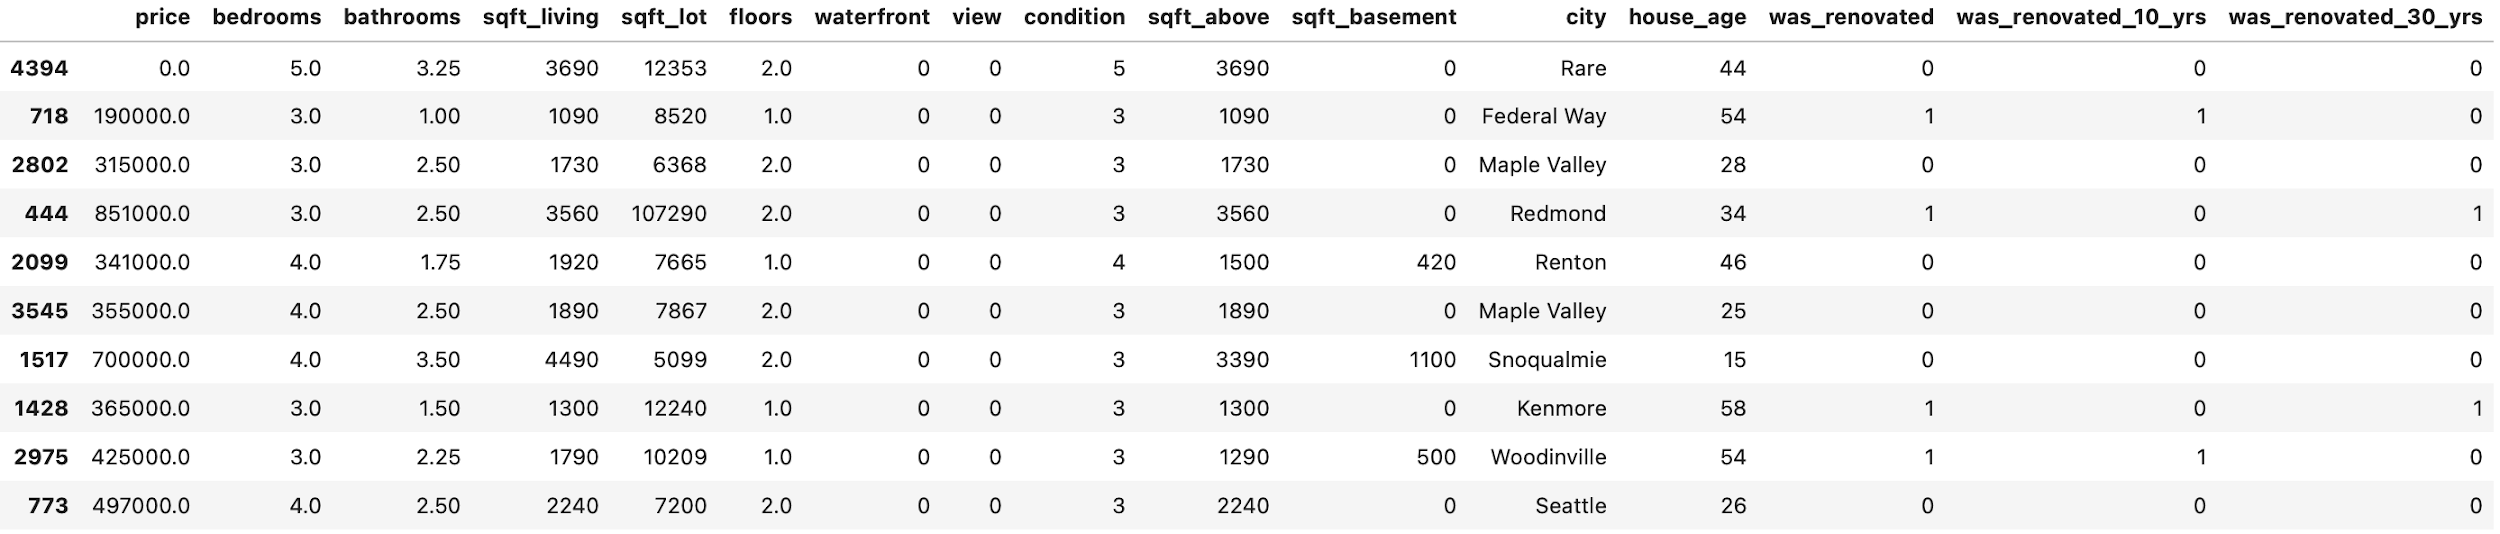 price bedrooms bathrooms sqft_living sqft_lot floors waterfront view condition sqft_above sqft_basement city house_age was_renovated was_renovated_10_yrs was_renovated_30_yrs
4394 0.0 5.0 3.25 3690 12353 2.0 0 0 5 3690 0 Rare 44 0 0 0
718 190000.0 3.0 1.00 1090 8520 1.0 0 0 3 1090 0 Federal Way 54 1 1 0
2802 315000.0 3.0 2.50 1730 6368 2.0 0 0 3 1730 0 Maple Valley 28 0 0 0
444 851000.0 3.0 2.50 3560 107290 2.0 0 0 3 3560 0 Redmond 34 1 0 1
2099 341000.0 4.0 1.75 1920 7665 1.0 0 0 4 1500 420 Renton 46 0 0 0
3545 355000.0 4.0 2.50 1890 7867 2.0 0 0 3 1890 0 Maple Valley 25 0 0 0
1517 700000.0 4.0 3.50 4490 5099 2.0 0 0 3 3390 1100 Snoqualmie 15 0 0 0
1428 365000.0 3.0 1.50 1300 12240 1.0 0 0 3 1300 0 Kenmore 58 1 0 1
2975 425000.0 3.0 2.25 1790 10209 1.0 0 0 3 1290 500 Woodinville 54 1 1 0
773 497000.0 4.0 2.50 2240 7200 2.0 0 0 3 2240 0 Seattle 26 0 0 0